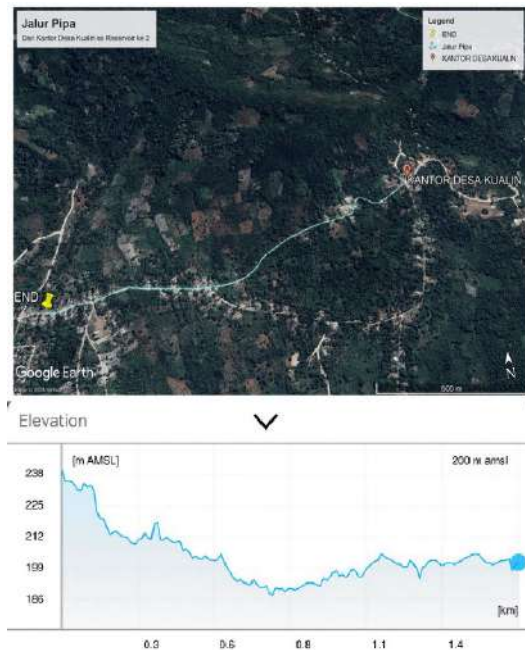 Jalur Pipa
Dari Kantor Desa Kualin ke Reservoir ke 2
Legend
END
Jalur Pipa
KANTOR DESAKUALIN
KANTOR DESA KUALIN
END
Google Earth
N
500 m
Elevation
[m AMSL]
200 m amsl
238
225
212
199
186
[km]
0.3
0.6
0.8
1.1
1.4